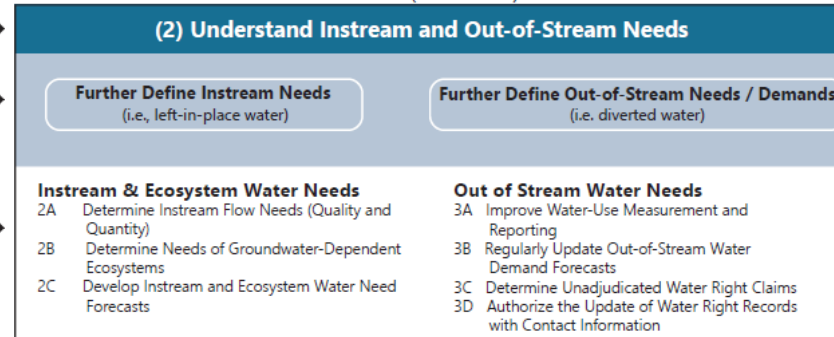 (2) Understand Instream and Out-of-Stream Needs
Further Define Instream Needs
(i.e., left-in-place water)
Further Define Out-of-Stream Needs / Demands
(i.e. diverted water)
Instream & Ecosystem Water Needs
2A Determine Instream Flow Needs (Quality and
Quantity)
2B Determine Needs of Groundwater-Dependent
Ecosystems
2C Develop Instream and Ecosystem Water Need
Forecasts
Out of Stream Water Needs
3A Improve Water-Use Measurement and
Reporting
3B Regularly Update Out-of-Stream Water
Demand Forecasts
3C Determine Unadjudicated Water Right Claims
3D Authorize the Update of Water Right Records
with Contact Information